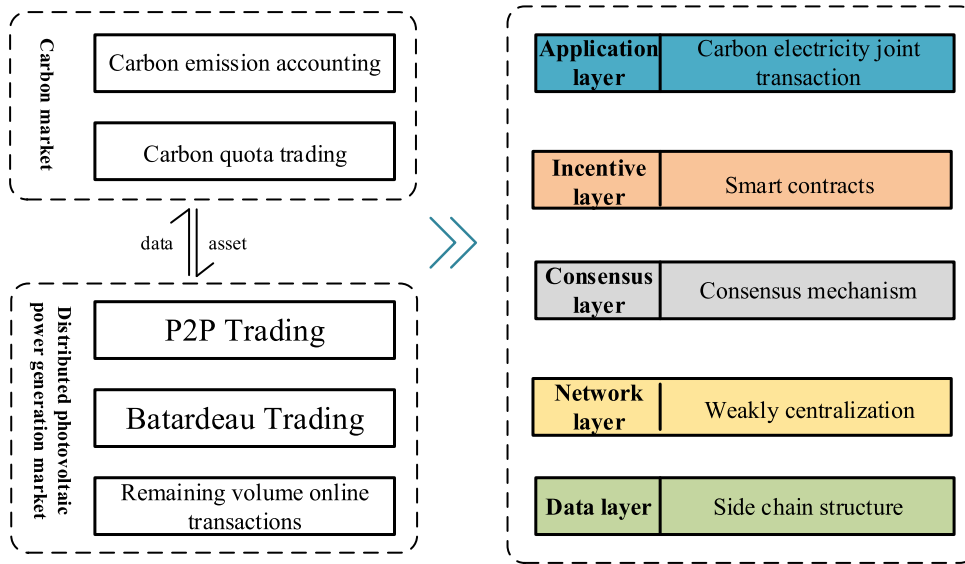 Carbon market
Carbon emission accounting
Carbon quota trading
data
asset
Distributed photovoltaic
power generation market
P2P Trading
Batardeau Trading
Remaining volume online
transactions
Application
layer
Carbon electricity joint
transaction
Incentive
layer
Smart contracts
Consensus
layer
Consensus mechanism
Network
layer
Weakly centralization
Data layer
Side chain structure